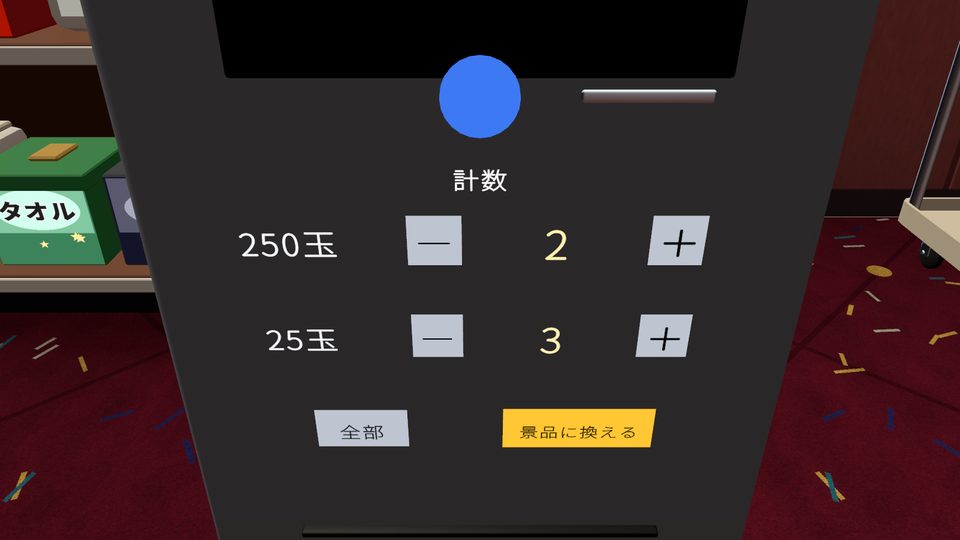 計数
タオル
250玉 — 2 +
25玉 — 3 +
全部 景品に換える